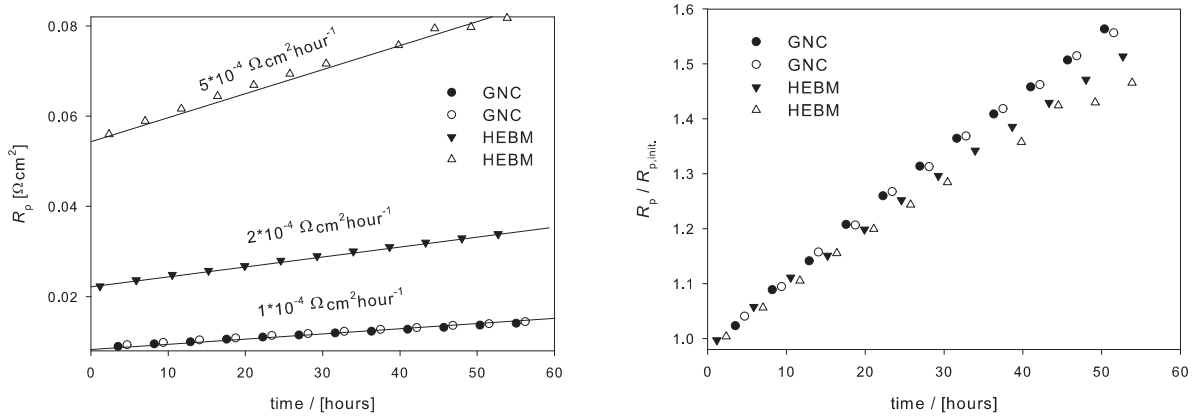 0.08
0.06
0.04
0.02
R_p [Ωcm²]
5*10⁻⁴ Ωcm²hour⁻¹
GNC
GNC
HEBM
HEBM
2*10⁻⁴ Ωcm²hour⁻¹
1*10⁻⁴ Ωcm²hour⁻¹
0 10 20 30 40 50 60
time / [hours]
1.6
1.5
1.4
1.3
1.2
1.1
1.0
R_p / R_p,init.
GNC
GNC
HEBM
HEBM
0 10 20 30 40 50 60
time / [hours]